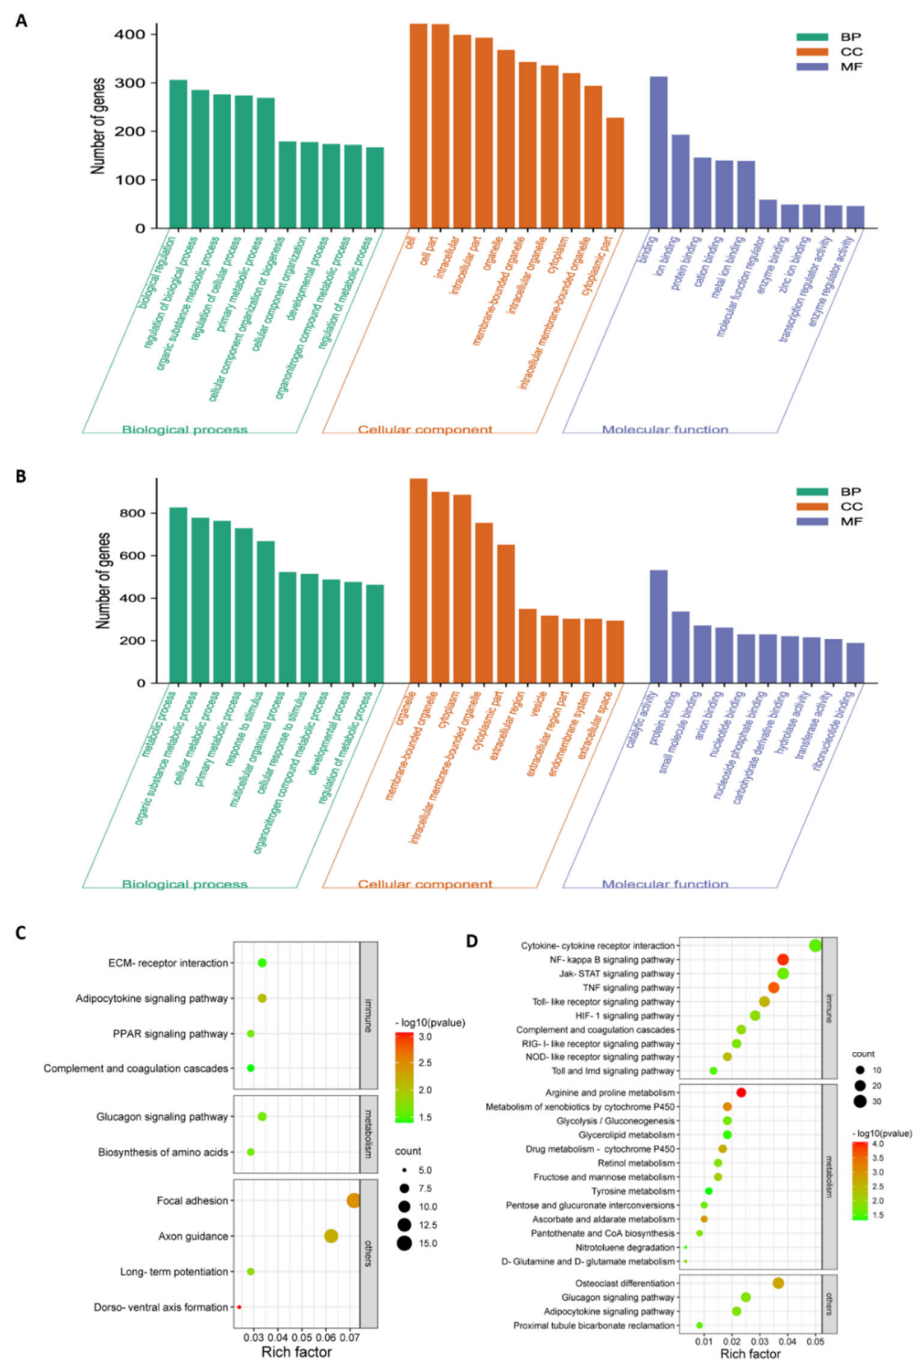 A
Number of genes
400
300
200
100
0
BP
CC
MF
biological regulation
regulation of biological process
organic substance metabolic process
regulation of cellular process
primary metabolic process
cellular component organization or biogenesis
cellular component organization
developmental process
organonitrogen compound metabolic process
regulation of metabolic process
cell
cell part
intracellular
intracellular part
organelle
membrane-bounded organelle
intracellular organelle
cytoplasm
intracellular membrane-bounded organelle
cytoplasmic part
binding
ion binding
protein binding
cation binding
metal ion binding
molecular function regulator
enzyme binding
zinc ion binding
transcription regulator activity
enzyme regulator activity
Biological process
Cellular component
Molecular function
B
Number of genes
800
600
400
200
0
BP
CC
MF
metabolic process
organic substance metabolic process
cellular metabolic process
primary metabolic process
response to stimulus
multicellular organismal process
cellular response to stimulus
organonitrogen compound metabolic process
developmental process
regulation of metabolic process
organelle
membrane-bounded organelle
cytoplasm
intracellular membrane-bounded organelle
cytoplasmic part
extracellular region
vesicle
extracellular region part
endomembrane system
extracellular space
catalytic activity
protein binding
small molecule binding
anion binding
nucleotide binding
nucleoside phosphate binding
carbohydrate derivative binding
hydrolase activity
transferase activity
ribonucleotide binding
Biological process
Cellular component
Molecular function
C
ECM- receptor interaction
Adipocytokine signaling pathway
PPAR signaling pathway
Complement and coagulation cascades
Glucagon signaling pathway
Biosynthesis of amino acids
Focal adhesion
Axon guidance
Long- term potentiation
Dorso- ventral axis formation
immune
metabolism
others
0.03 0.04 0.05 0.06 0.07
Rich factor
- log10(pvalue)
3.0
2.5
2.0
1.5
count
5.0
7.5
10.0
12.5
15.0
D
Cytokine- cytokine receptor interaction
NF- kappa B signaling pathway
Jak- STAT signaling pathway
TNF signaling pathway
Toll- like receptor signaling pathway
HIF- 1 signaling pathway
Complement and coagulation cascades
RIG- I- like receptor signaling pathway
NOD- like receptor signaling pathway
Toll and Imd signaling pathway
Arginine and proline metabolism
Metabolism of xenobiotics by cytochrome P450
Glycolysis / Gluconeogenesis
Glycerolipid metabolism
Drug metabolism - cytochrome P450
Retinol metabolism
Fructose and mannose metabolism
Tyrosine metabolism
Pentose and glucuronate interconversions
Ascorbate and aldarate metabolism
Pantothenate and CoA biosynthesis
Nitrotoluene degradation
D- Glutamine and D- glutamate metabolism
Osteoclast differentiation
Glucagon signaling pathway
Adipocytokine signaling pathway
Proximal tubule bicarbonate reclamation
immune
metabolism
others
0.01 0.02 0.03 0.04 0.05
Rich factor
count
10
20
30
- log10(pvalue)
4.0
3.5
3.0
2.5
2.0
1.5